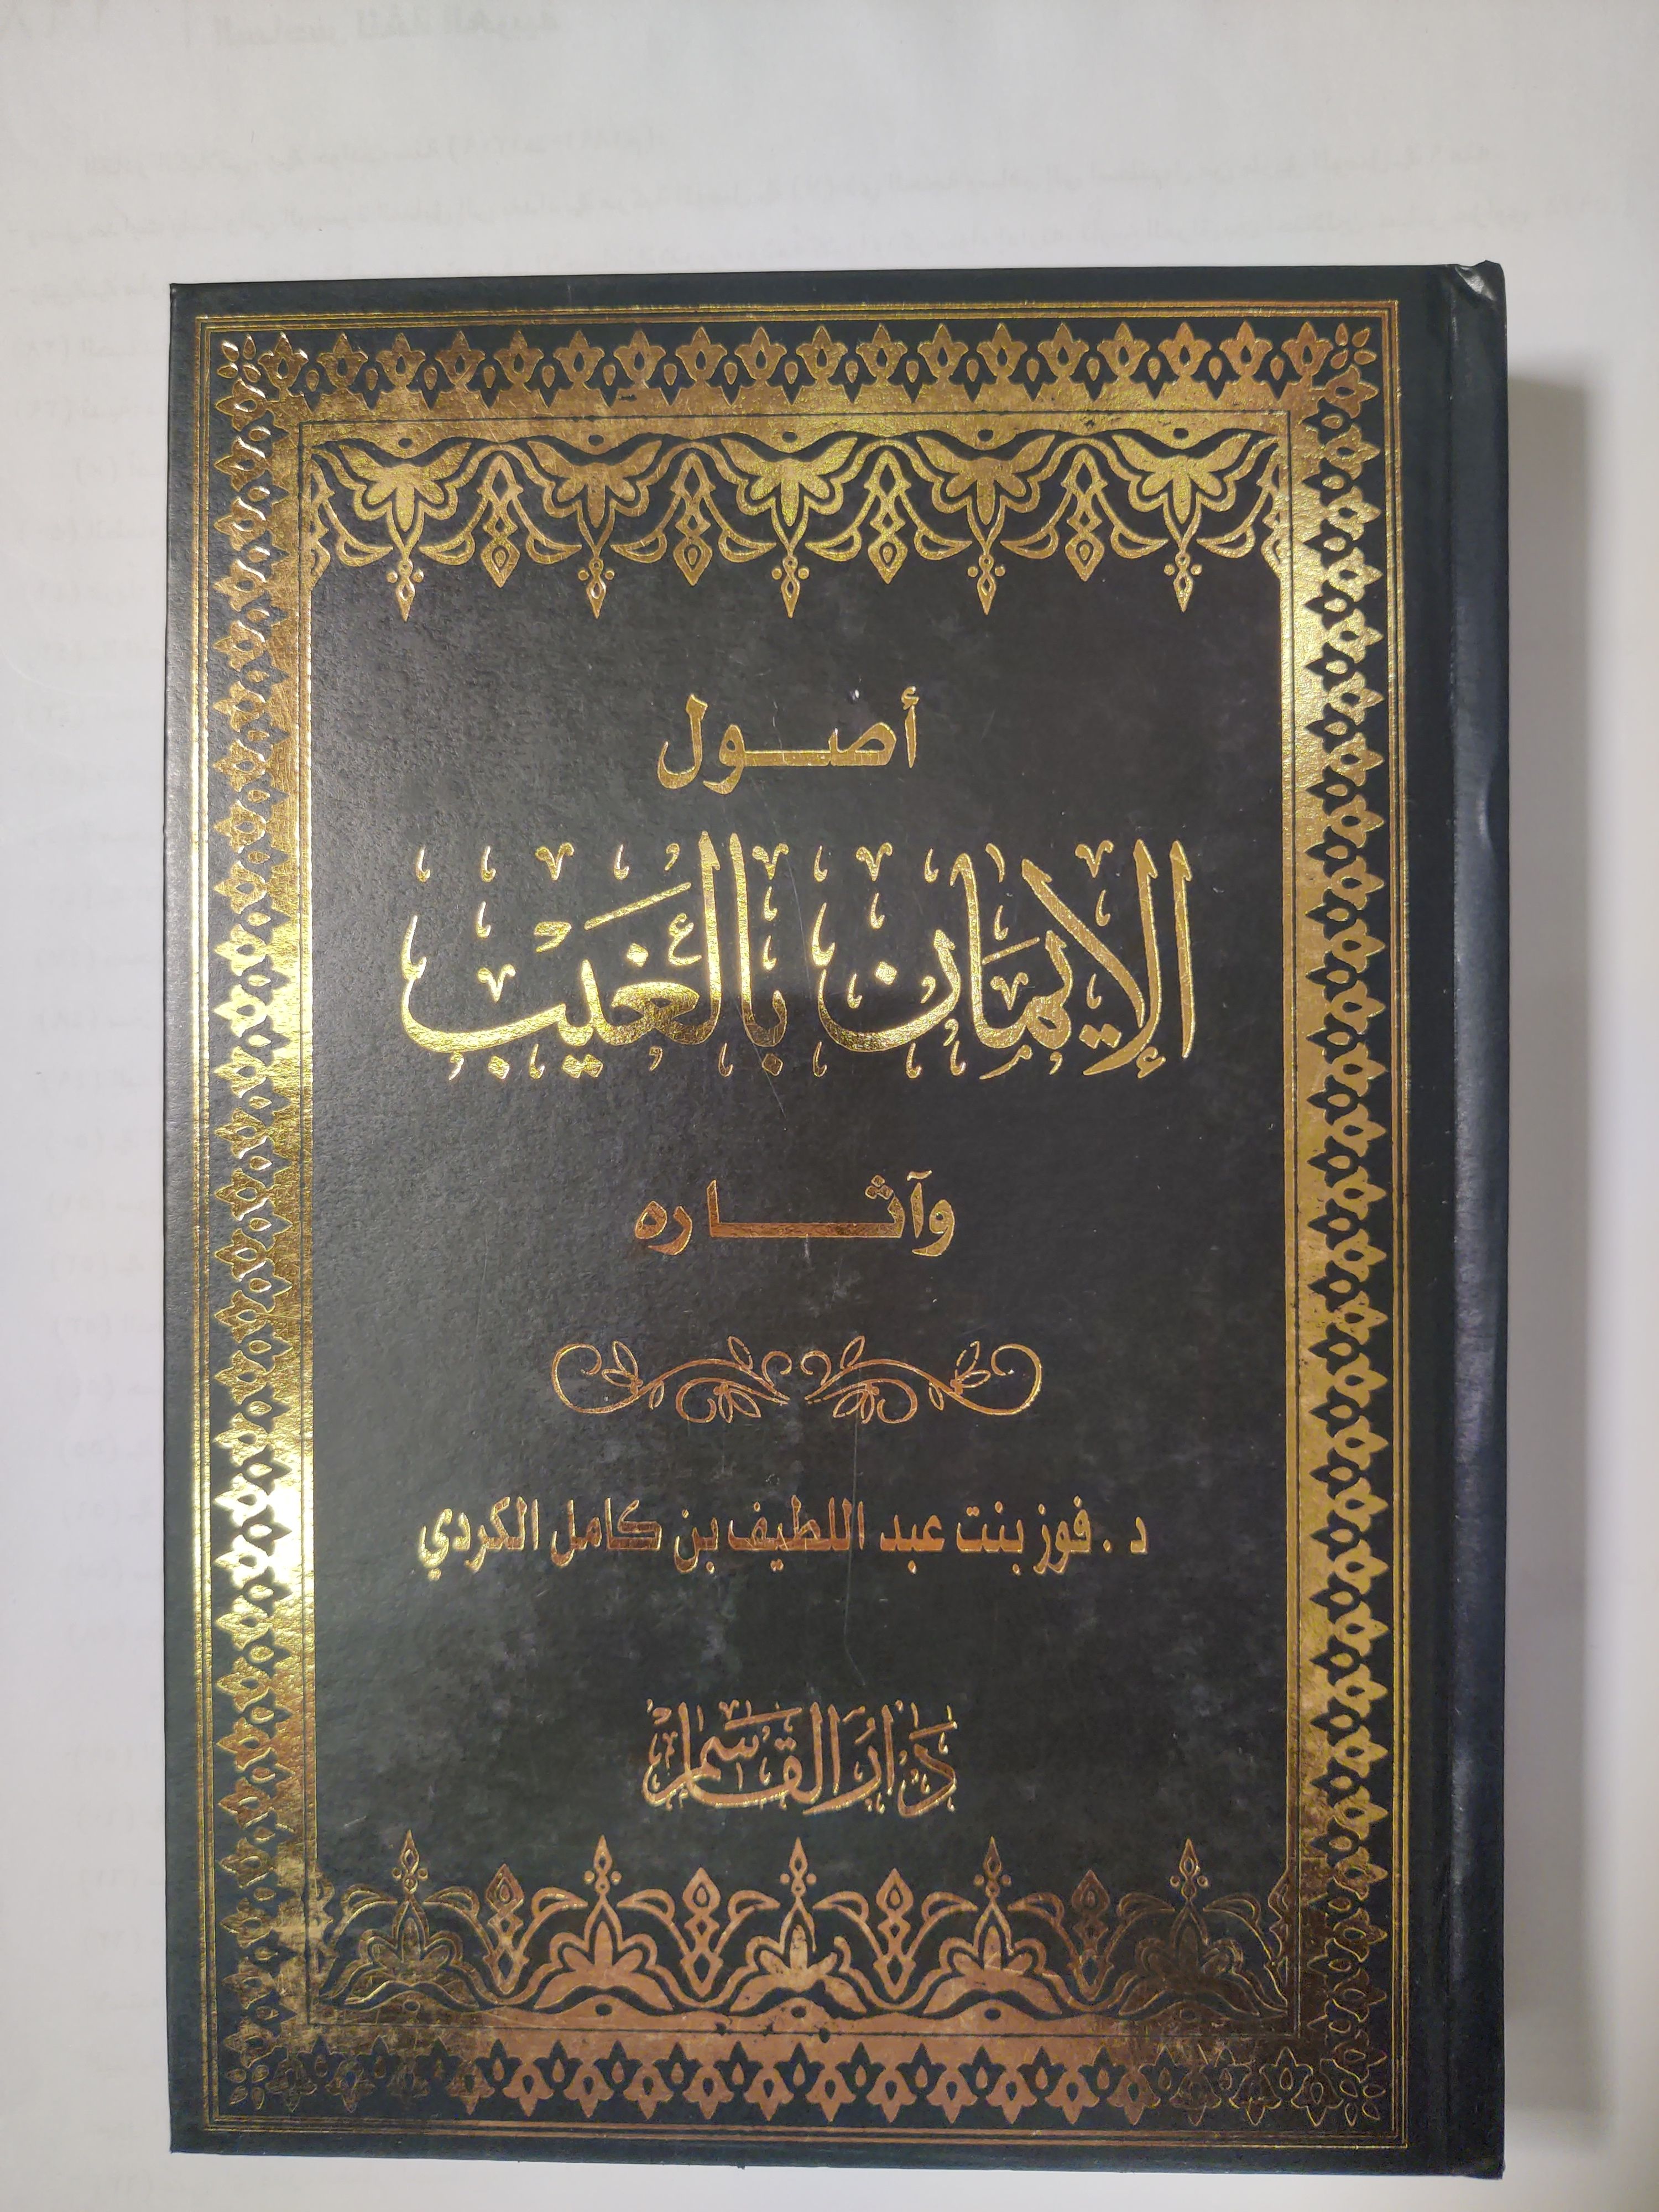 أصول
الإيمان بالغيب
وآثاره
د. فوز بنت عبد اللطيف بن كامل الكردي
دار القاسم